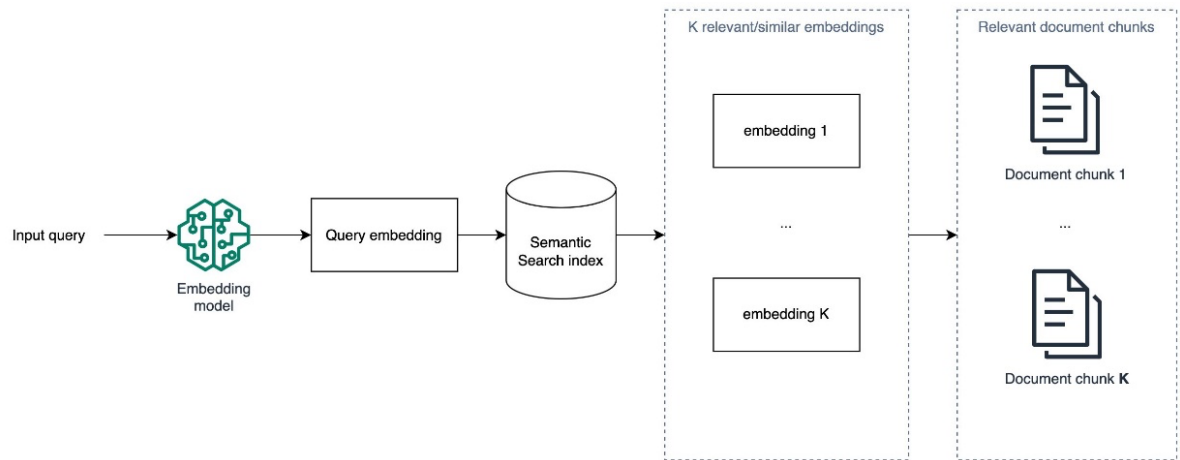 K relevant/similar embeddings
Relevant document chunks
embedding 1
Document chunk 1
Input query
Embedding
model
Query embedding
Semantic
Search index
...
...
embedding K
Document chunk K